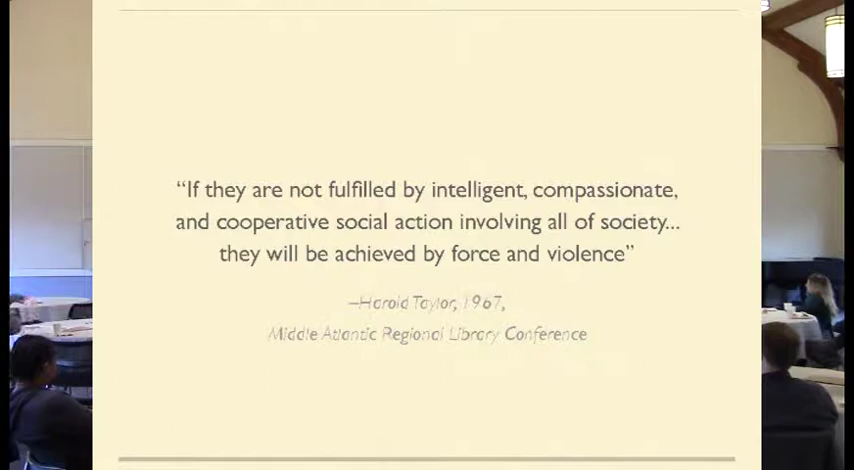 “If they are not fulfilled by intelligent, compassionate,
and cooperative social action involving all of society...
they will be achieved by force and violence”
–Harold Taylor, 1967,
Middle Atlantic Regional Library Conference